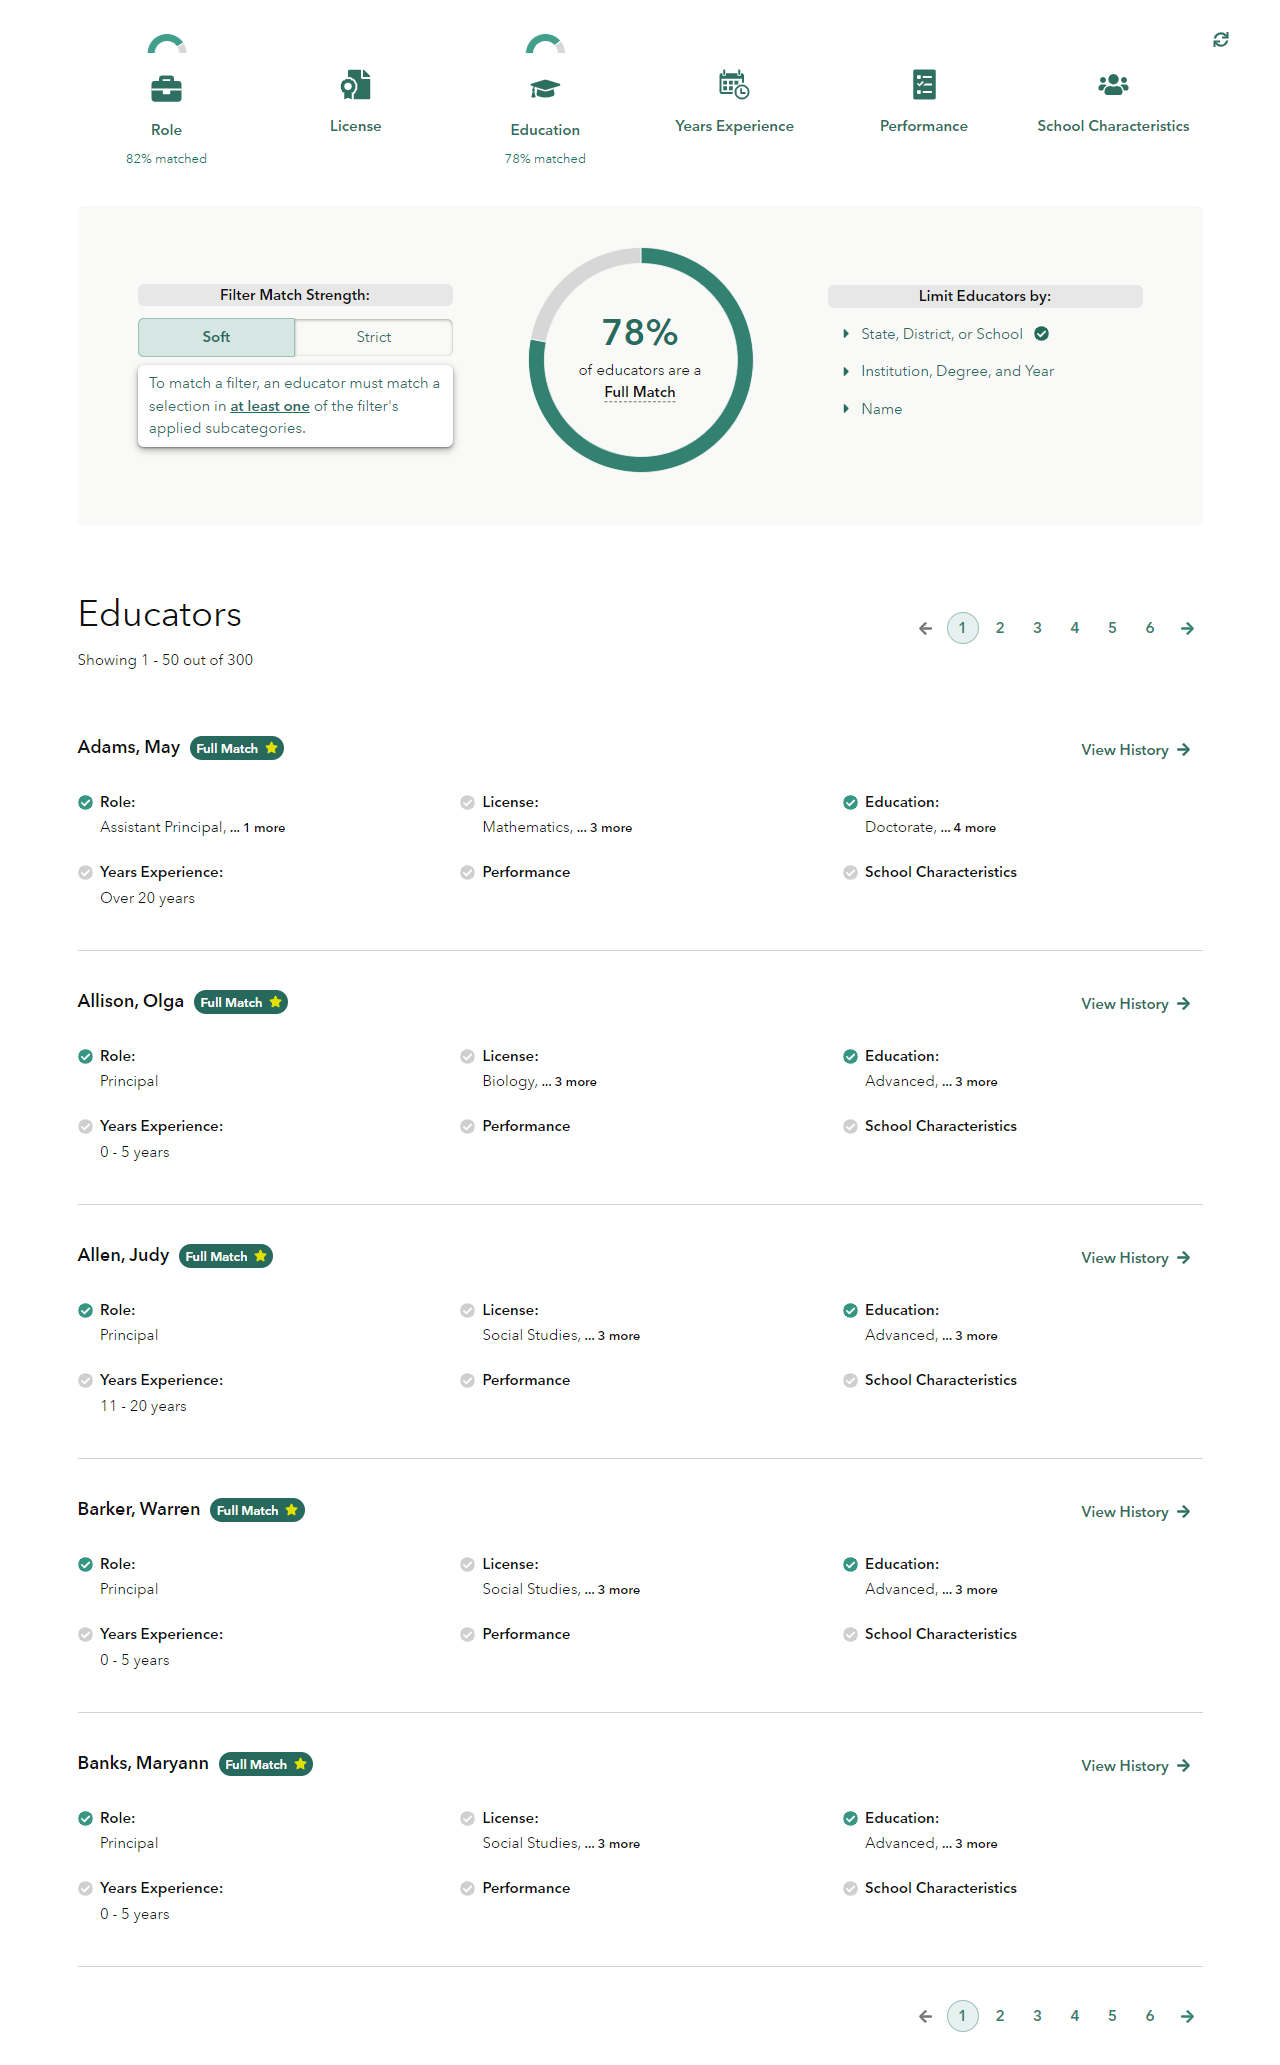 Role
License
Education
Years Experience
Performance
School Characteristics
82% matched
78% matched
Filter Match Strength:
Soft
Strict
To match a filter, an educator must match a
selection in at least one of the filter's
applied subcategories.
78%
of educators are a
Full Match
Limit Educators by:
State, District, or School
Institution, Degree, and Year
Name
Educators
Showing 1 - 50 out of 300
1 2 3 4 5 6
Adams, May Full Match
View History
Role:
Assistant Principal, ... 1 more
License:
Mathematics, ... 3 more
Education:
Doctorate, ... 4 more
Years Experience:
Over 20 years
Performance
School Characteristics
Allison, Olga Full Match
View History
Role:
Principal
License:
Biology, ... 3 more
Education:
Advanced, ... 3 more
Years Experience:
0 - 5 years
Performance
School Characteristics
Allen, Judy Full Match
View History
Role:
Principal
License:
Social Studies, ... 3 more
Education:
Advanced, ... 3 more
Years Experience:
11 - 20 years
Performance
School Characteristics
Barker, Warren Full Match
View History
Role:
Principal
License:
Social Studies, ... 3 more
Education:
Advanced, ... 3 more
Years Experience:
0 - 5 years
Performance
School Characteristics
Banks, Maryann Full Match
View History
Role:
Principal
License:
Social Studies, ... 3 more
Education:
Advanced, ... 3 more
Years Experience:
0 - 5 years
Performance
School Characteristics
1 2 3 4 5 6